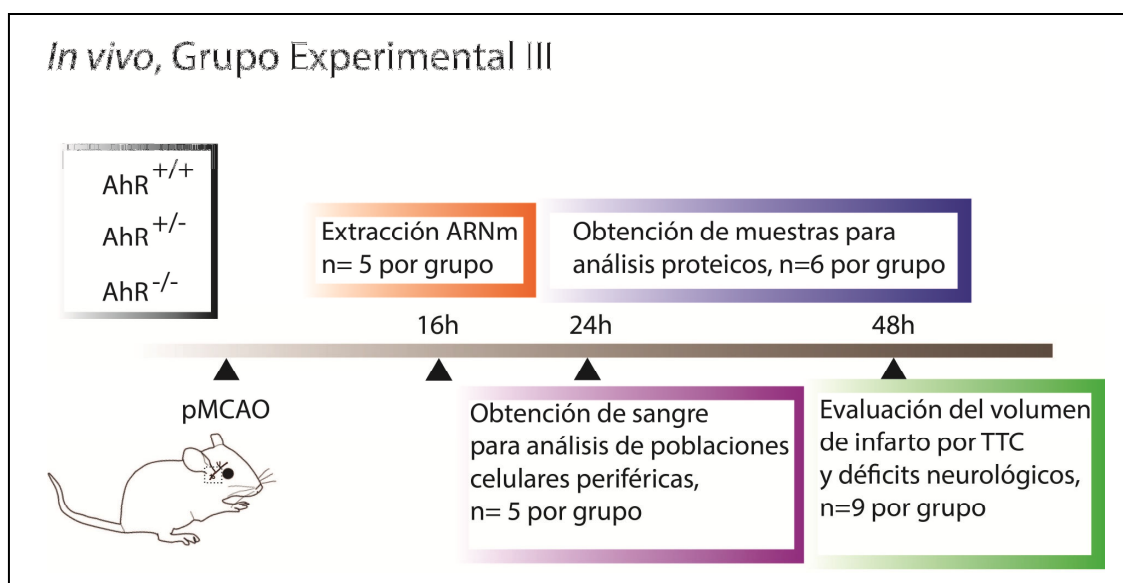 In vivo, Grupo Experimental III
AhR+/+
AhR+/-
AhR-/-
Extracción ARNm
n= 5 por grupo
Obtención de muestras para
análisis proteicos, n=6 por grupo
16h
24h
48h
pMCAO
Obtención de sangre
para análisis de poblaciones
celulares periféricas,
n= 5 por grupo
Evaluación del volumen
de infarto por TTC
y déficits neurológicos,
n=9 por grupo